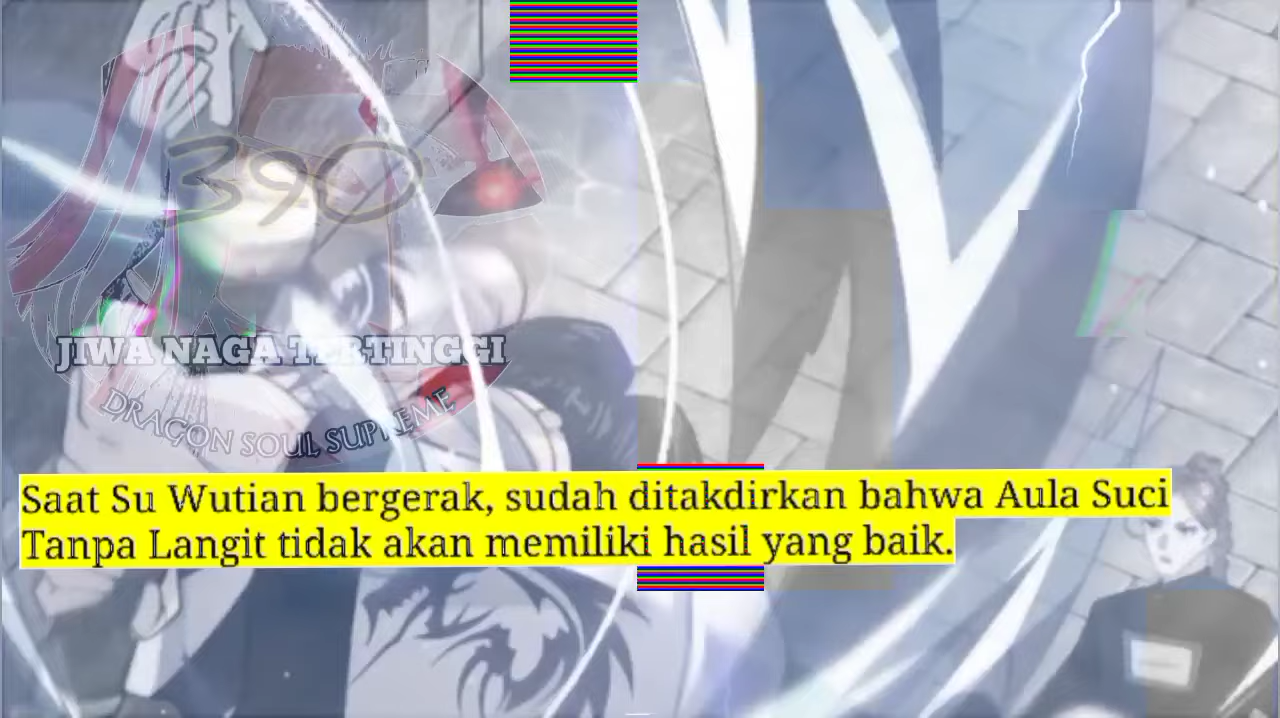 390
JIWA NAGA TERTINGGI
DRAGON SOUL SUPREME
Saat Su Wutian bergerak, sudah ditakdirkan bahwa Aula Suci
Tanpa Langit tidak akan memiliki hasil yang baik.